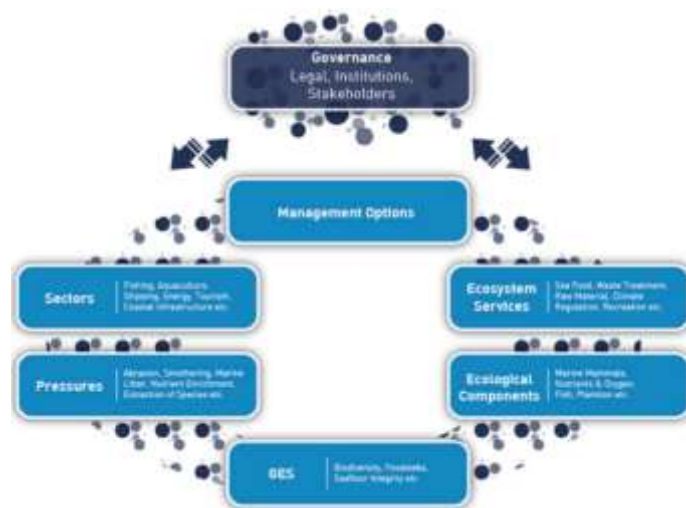 Governance
Legal, Institutions,
Stakeholders
Management Options
Sectors
Fishing, Aquaculture,
Shipping, Energy, Tourism,
Coastal Infrastructure etc.
Ecosystem
Services
Sea Food, Waste Treatment,
Raw Material, Climate
Regulation, Recreation etc.
Pressures
Abrasion, Smothering, Marine
Litter, Nutrient Enrichment,
Extraction of Species etc.
Ecological
Components
Marine Mammals,
Nutrients & Oxygen
Fish, Plankton etc.
GES
Biodiversity, Foodwebs,
Seafloor Integrity etc.